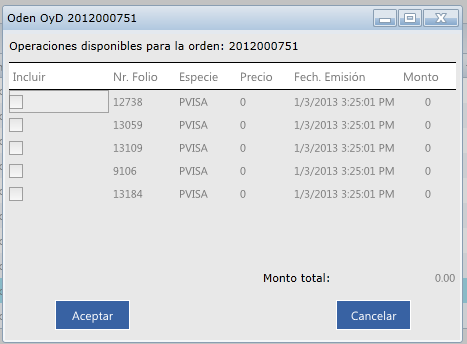 Oden OyD 2012000751
Operaciones disponibles para la orden: 2012000751
Incluir Nr. Folio Especie Precio Fech. Emisión Monto
12738 PVISA 0 1/3/2013 3:25:01 PM 0
13059 PVISA 0 1/3/2013 3:25:01 PM 0
13109 PVISA 0 1/3/2013 3:25:01 PM 0
9106 PVISA 0 1/3/2013 3:25:01 PM 0
13184 PVISA 0 1/3/2013 3:25:01 PM 0
Monto total: 0.00
Aceptar Cancelar